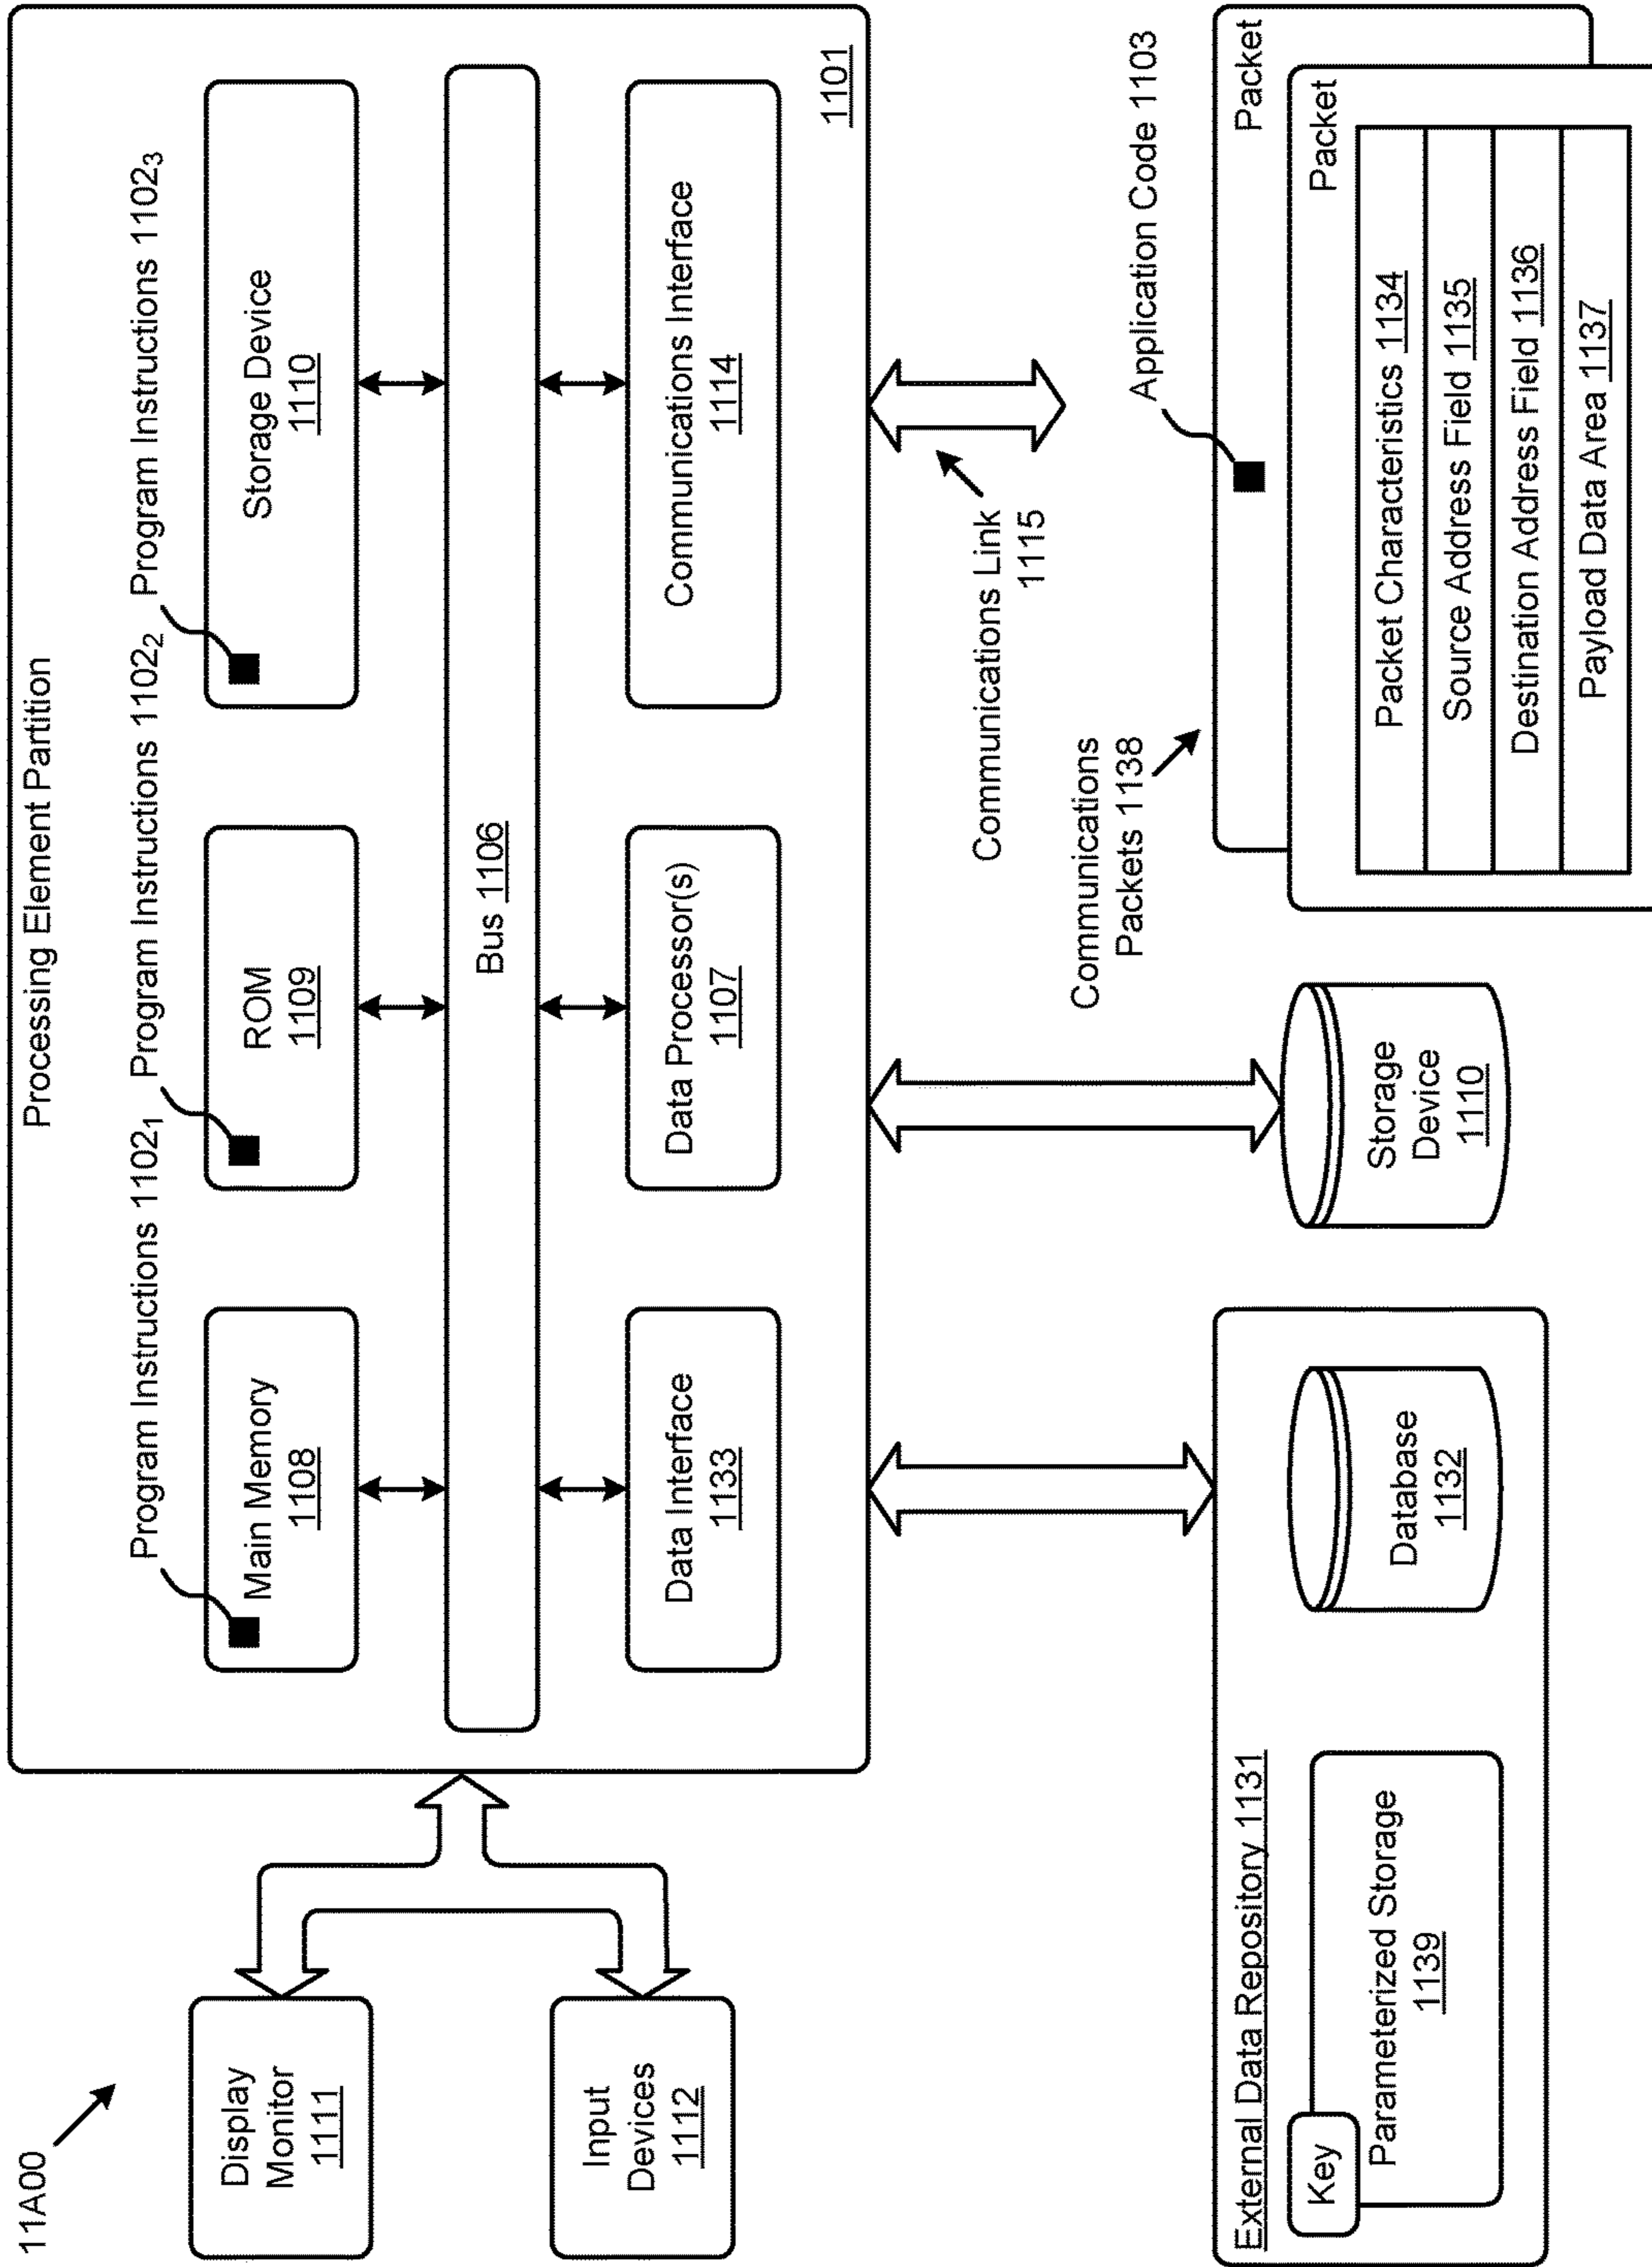 11A00
Processing Element Partition
Program Instructions 1102₁
Program Instructions 1102₂
Program Instructions 1102₃
Display
Monitor
1111
Input
Devices
1112
Main Memory
1108
ROM
1109
Storage Device
1110
Bus 1106
Data Interface
1133
Data Processor(s)
1107
Communications Interface
1114
1101
Communications Link
1115
Communications
Packets 1138
Application Code 1103
External Data Repository 1131
Key
Parameterized Storage
1139
Database
1132
Storage
Device
1110
Packet
Packet
Packet Characteristics 1134
Source Address Field 1135
Destination Address Field 1136
Payload Data Area 1137